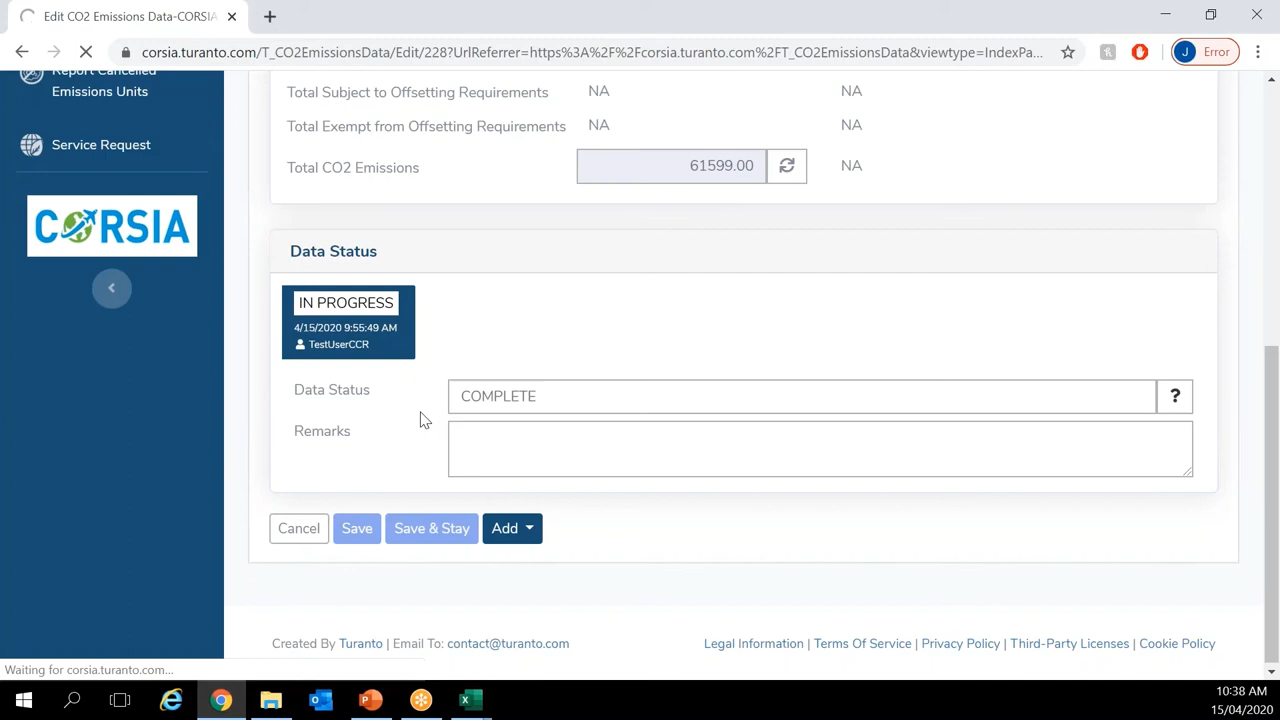 Edit CO2 Emissions Data-CORSIA
corsia.turanto.com/T_CO2EmissionsData/Edit/228?UrlReferrer=https%3A%2F%2Fcorsia.turanto.com%2FT_CO2EmissionsData&viewtype=IndexPa...
J Error
Report Cancelled
Emissions Units
Service Request
CORSIA
Total Subject to Offsetting Requirements NA NA
Total Exempt from Offsetting Requirements NA NA
Total CO2 Emissions 61599.00 NA
Data Status
IN PROGRESS
4/15/2020 9:55:49 AM
TestUserCCR
Data Status COMPLETE ?
Remarks
Cancel Save Save & Stay Add
Created By Turanto | Email To: contact@turanto.com Legal Information | Terms Of Service | Privacy Policy | Third-Party Licenses | Cookie Policy
Waiting for corsia.turanto.com...
10:38 AM
15/04/2020